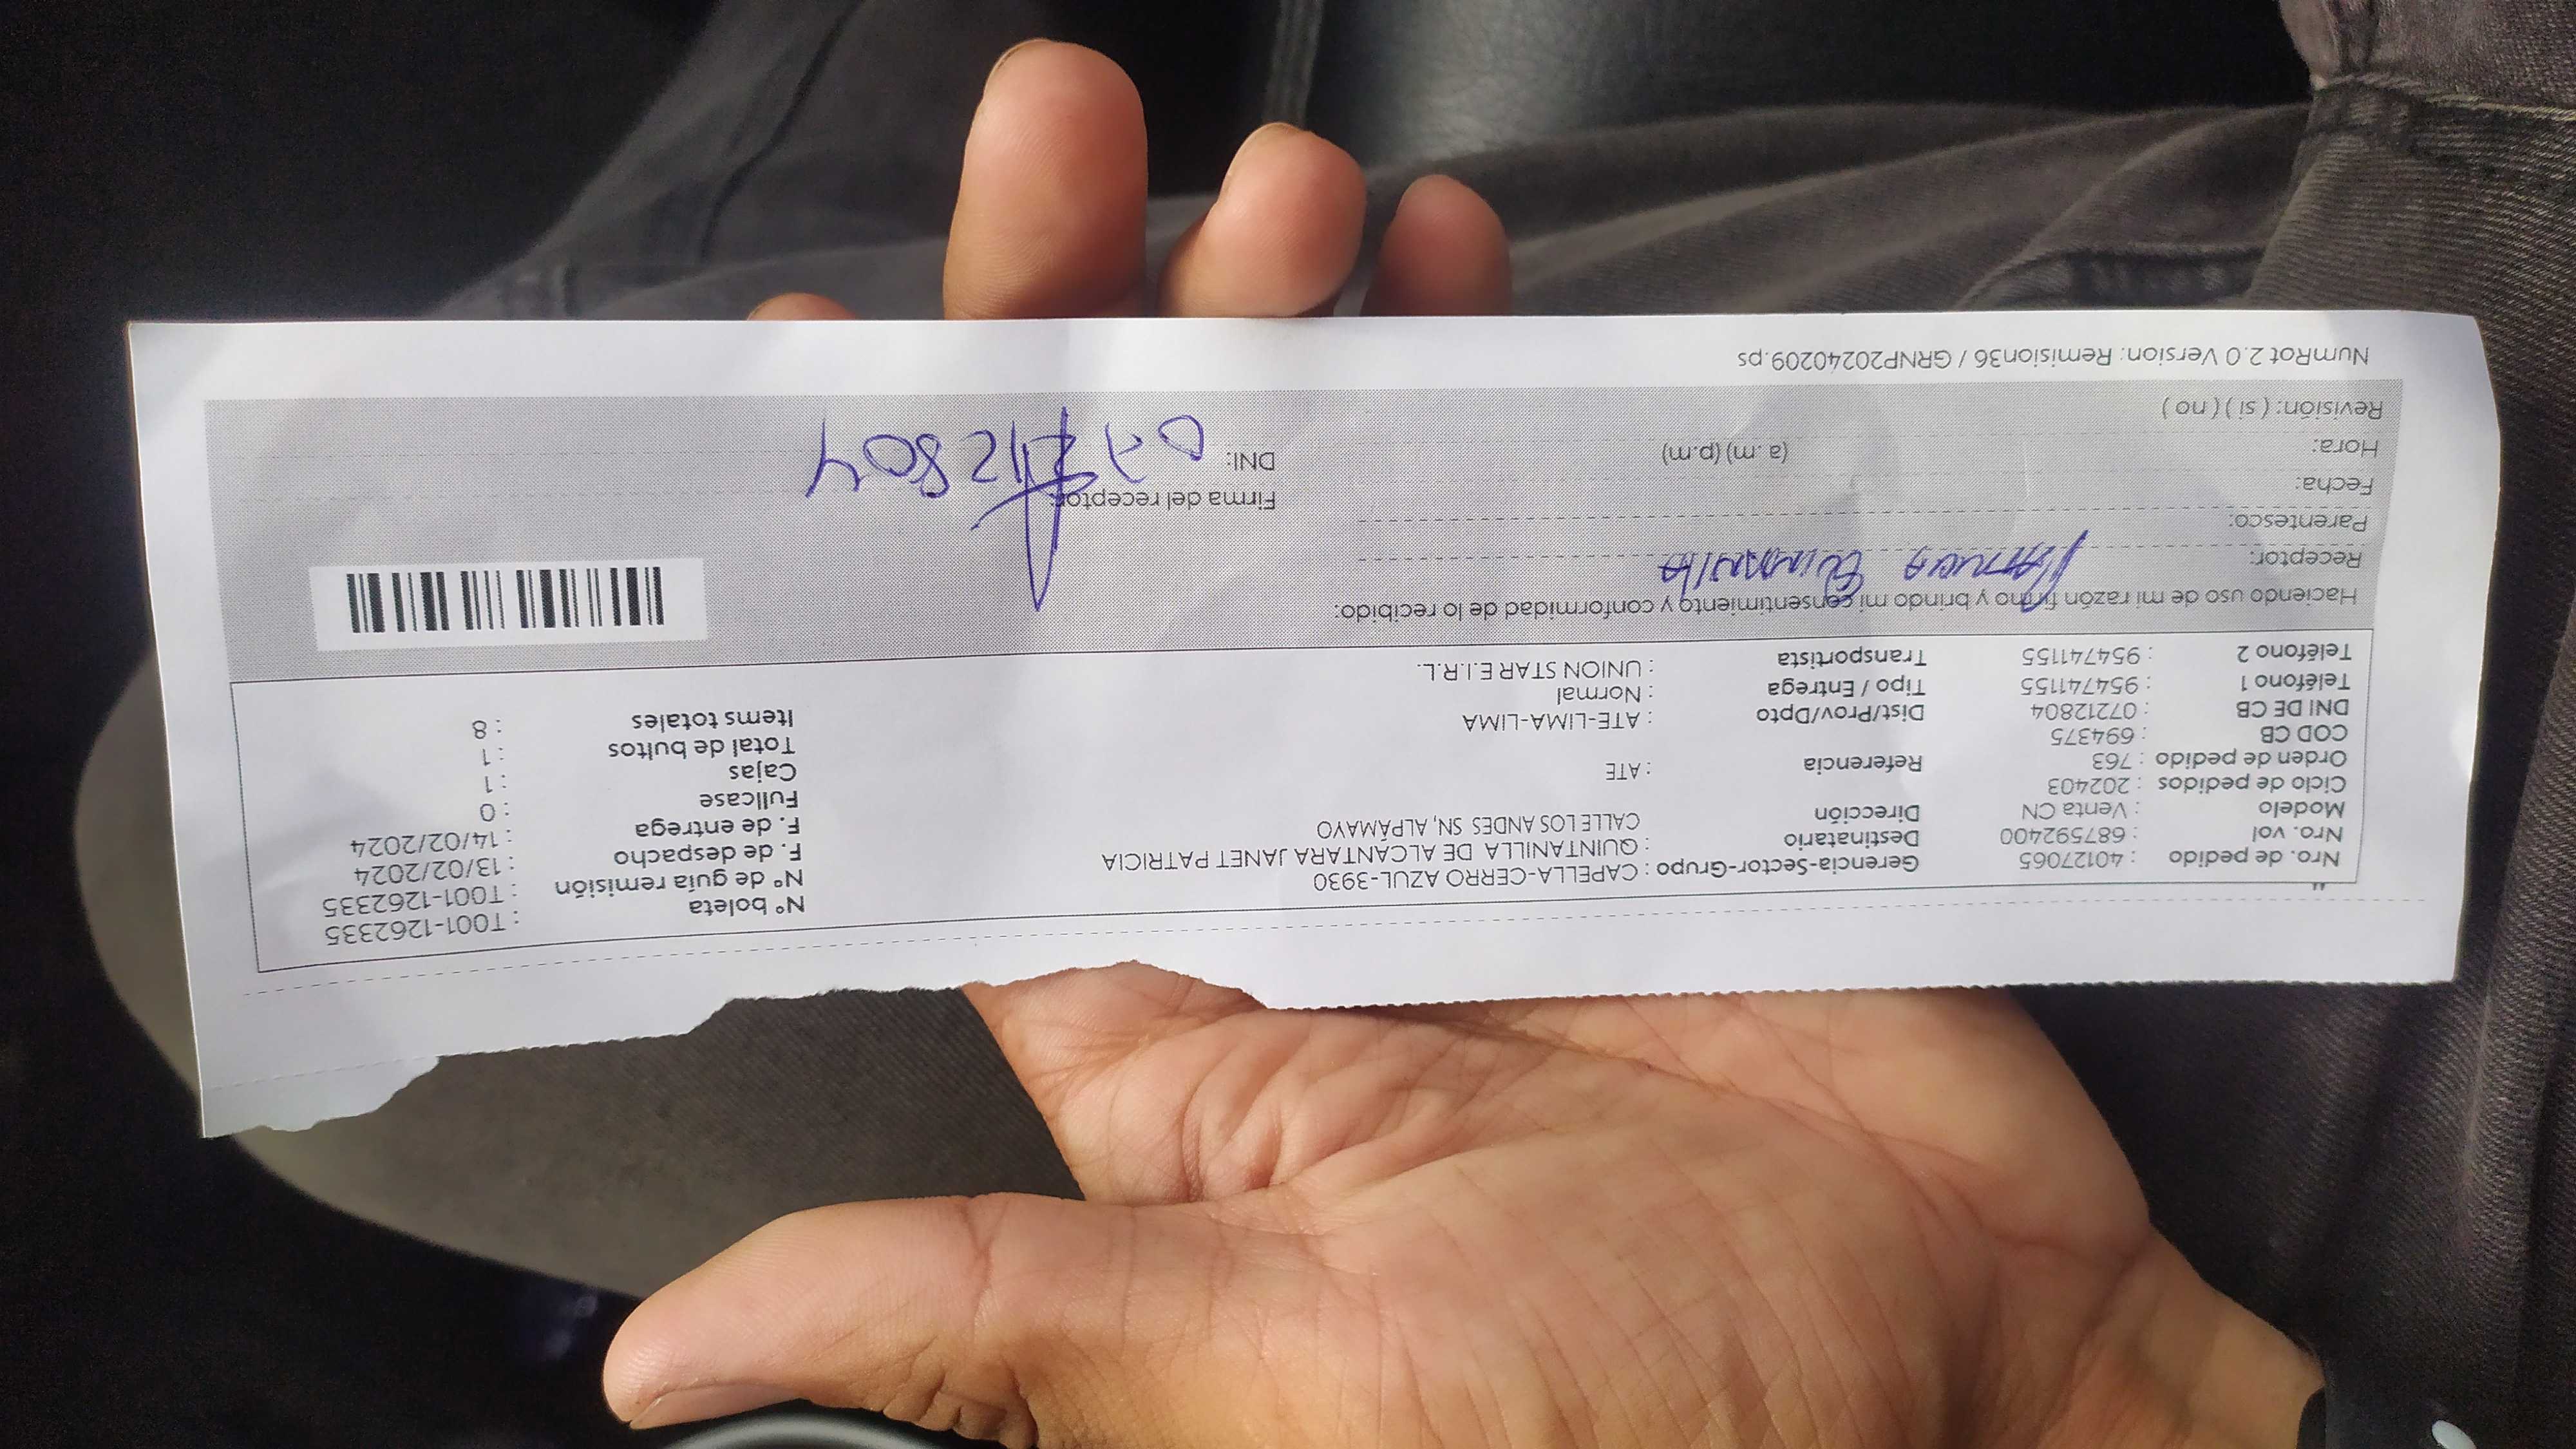 Nro. de pedido : 40127065 Gerencia-Sector-Grupo : CAPELLA-CERRO AZUL-3930 N° boleta : T001-1262335
Nro. vol : 687592400 Destinatario : QUINTANILLA DE ALCANTARA JANET PATRICIA N° de guía remisión : T001-1262335
Modelo : Venta CN Dirección CALLE LOS ANDES SN, ALPAMAYO F. de despacho : 13/02/2024
Ciclo de pedidos : 202403 F. de entrega : 14/02/2024
Orden de pedido : 763 Referencia : ATE Fullcase : 0
COD CB : 694375 Cajas : 1
DNI DE CB : 07212804 Dist/Prov/Dpto : ATE-LIMA-LIMA Total de bultos : 1
Teléfono 1 : 954741155 Tipo / Entrega : Normal Items totales : 8
Teléfono 2 : 954741155 Transportista : UNION STAR E.I.R.L.
Haciendo uso de mi razón firmo y brindo mi consentimiento y conformidad de lo recibido:
Receptor:
Parentesco:
Fecha: Firma del receptor:
Hora: (a .m) (p.m) DNI: 07212804
Revisión: ( si ) ( no )
NumRot 2.0 Version: Remision36 / GRNP20240209.ps